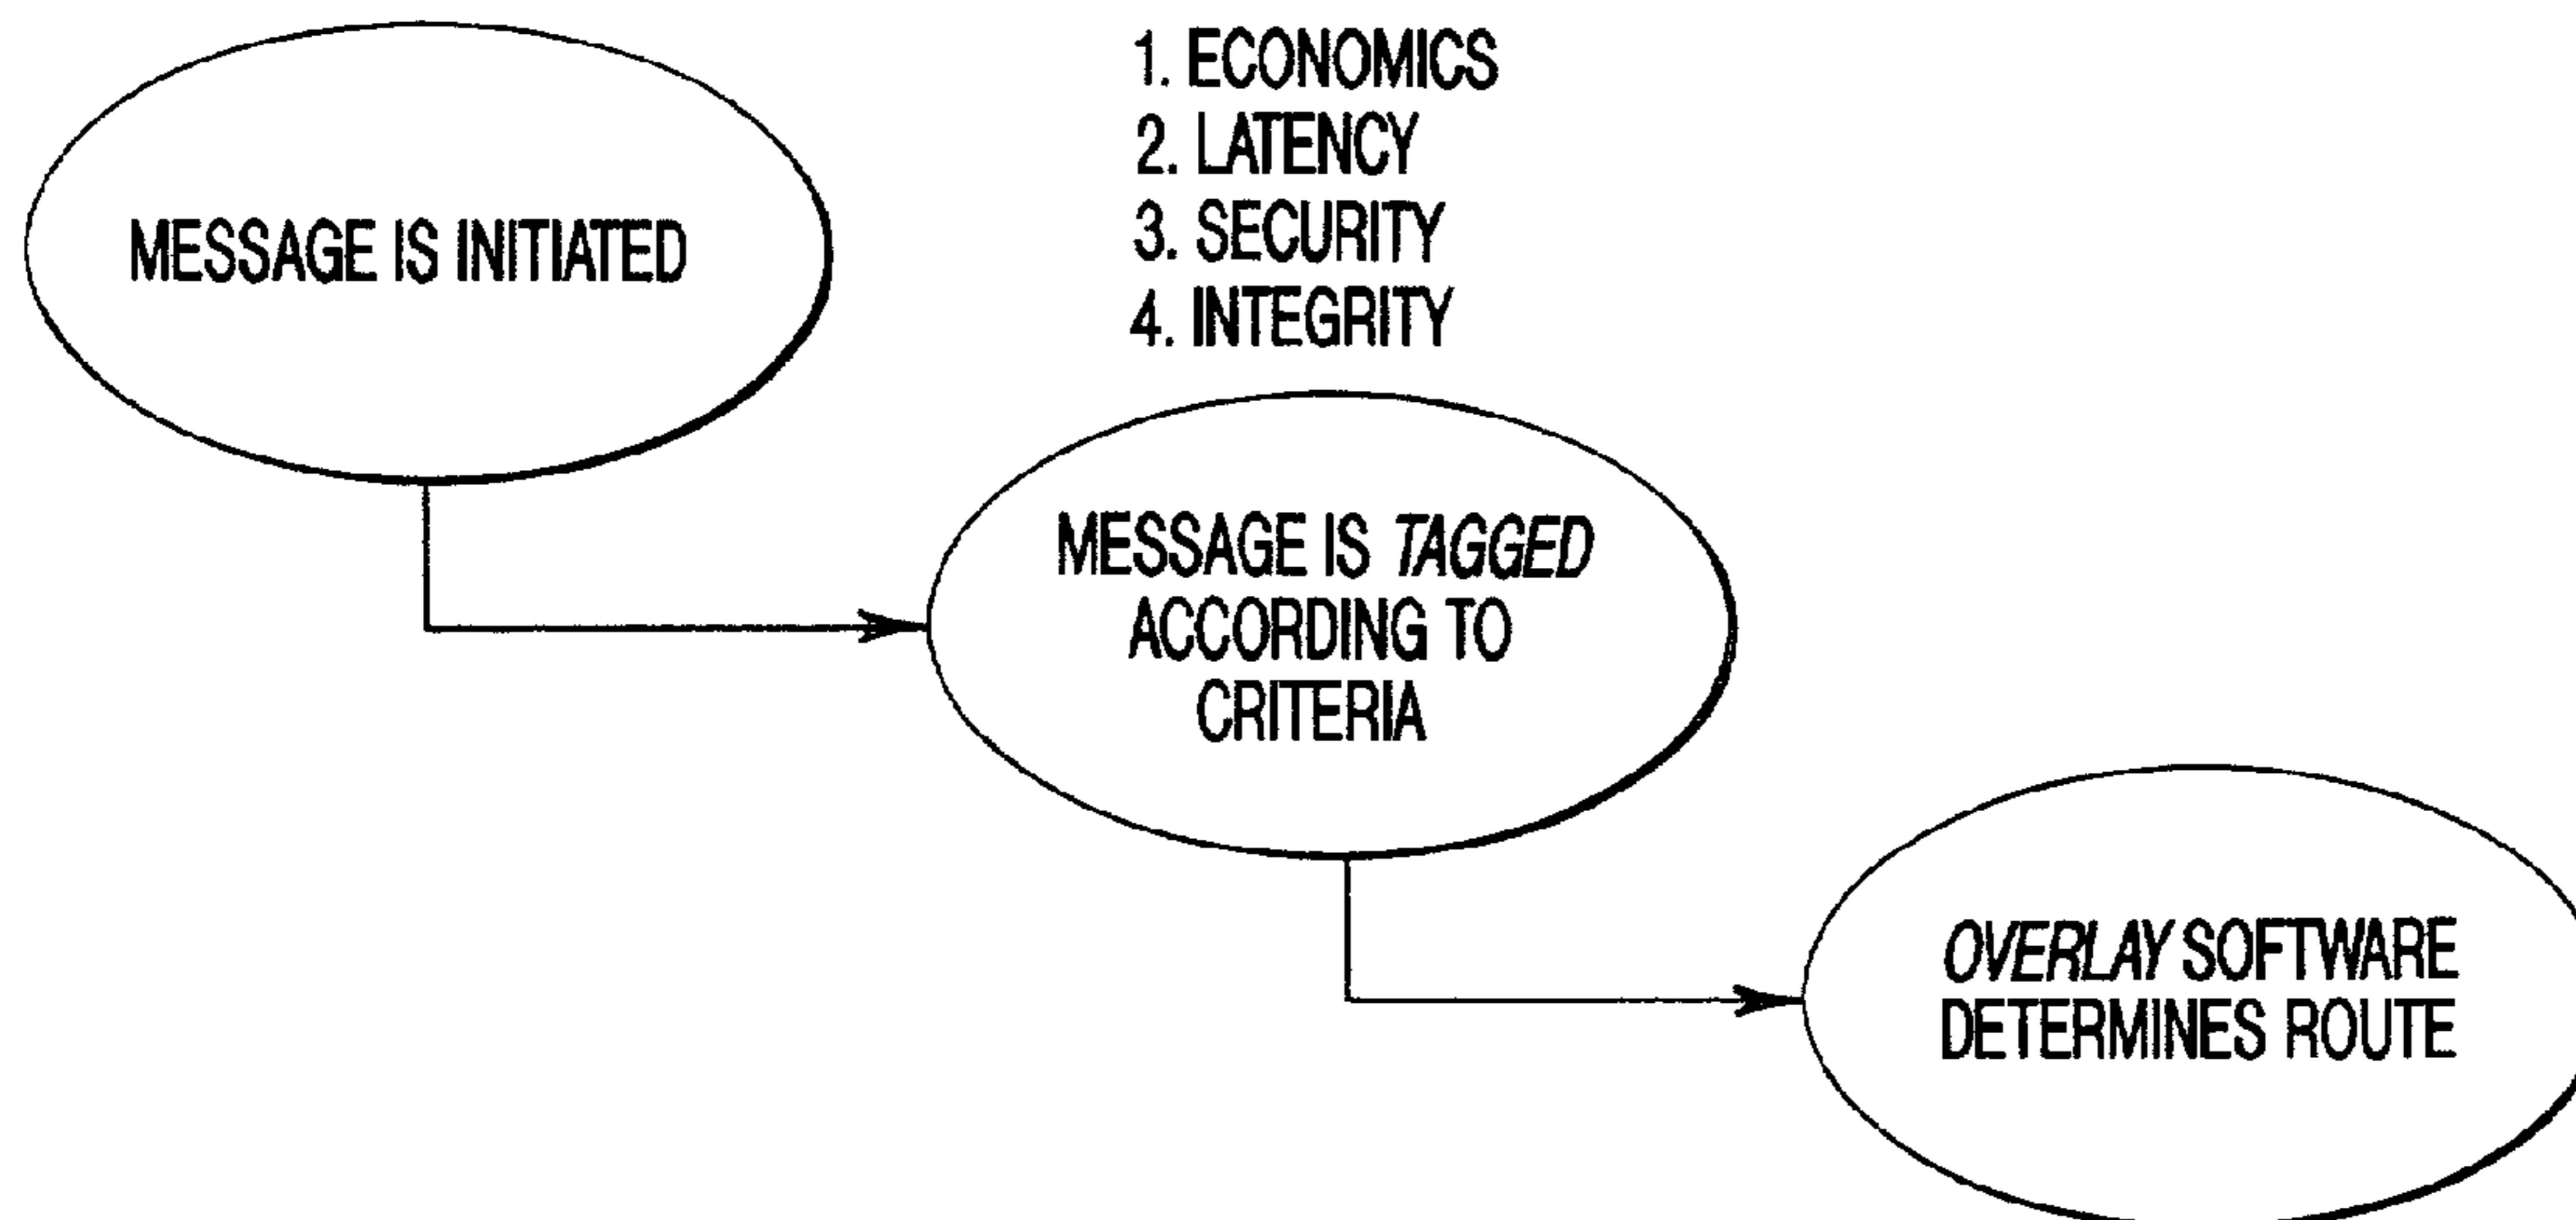 MESSAGE IS INITIATED
1. ECONOMICS
2. LATENCY
3. SECURITY
4. INTEGRITY
MESSAGE IS TAGGED
ACCORDING TO
CRITERIA
OVERLAY SOFTWARE
DETERMINES ROUTE